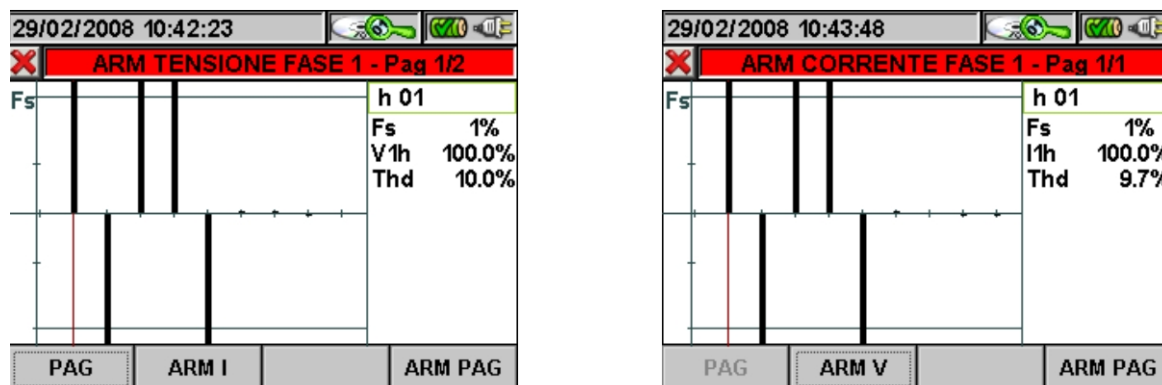 29/02/2008 10:42:23
ARM TENSIONE FASE 1 - Pag 1/2
Fs
h 01
Fs 1%
V1h 100.0%
Thd 10.0%
PAG ARM I ARM PAG
29/02/2008 10:43:48
ARM CORRENTE FASE 1 - Pag 1/1
Fs
h 01
Fs 1%
I1h 100.0%
Thd 9.7%
PAG ARM V ARM PAG